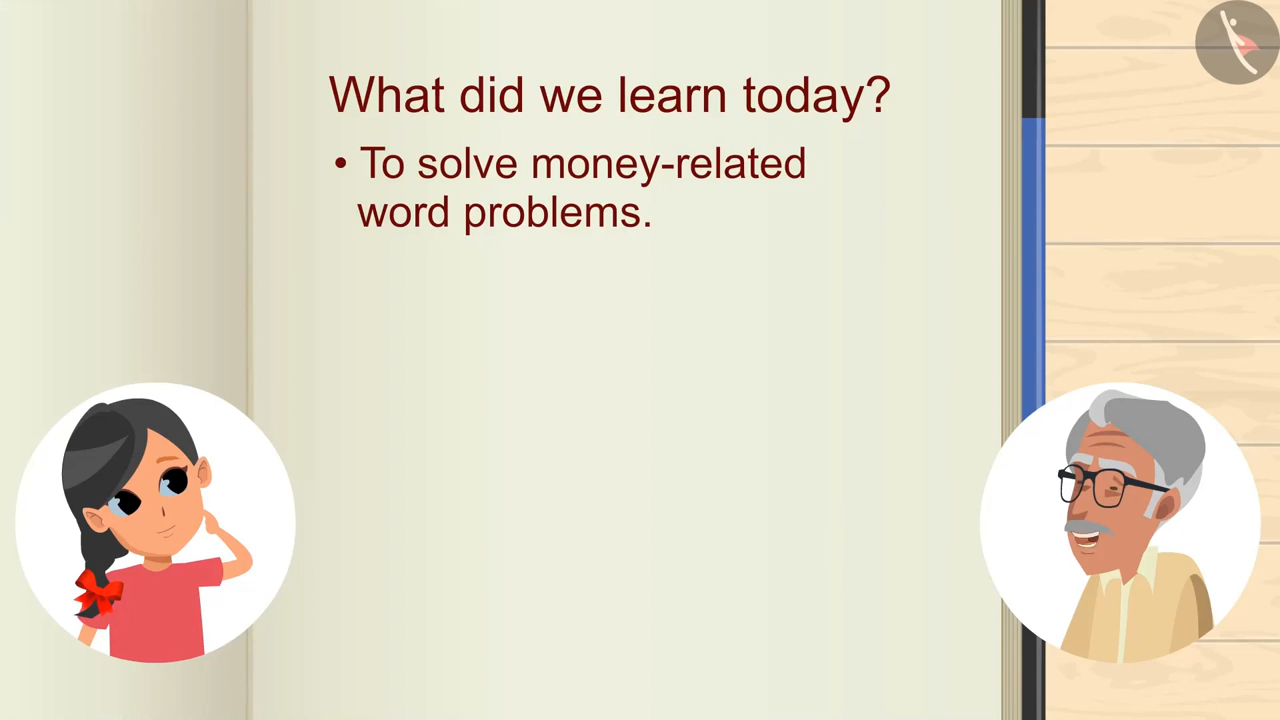 What did we learn today?
• To solve money-related
word problems.